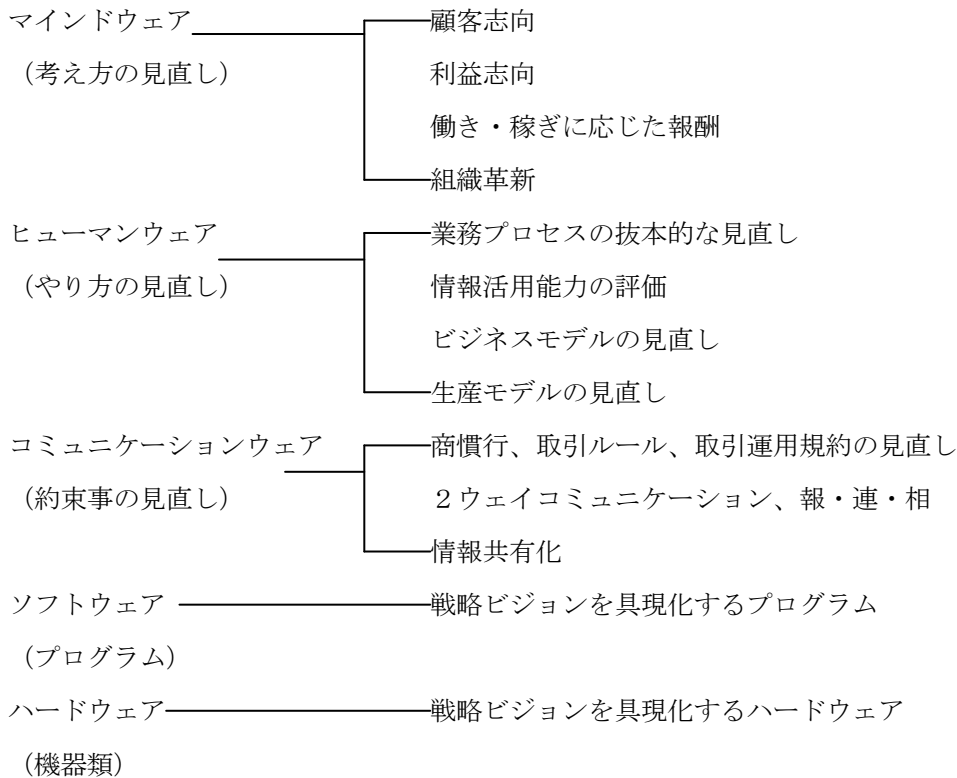 マインドウェア 顧客志向
（考え方の見直し） 利益志向
働き・稼ぎに応じた報酬
組織革新
ヒューマンウェア 業務プロセスの抜本的な見直し
（やり方の見直し） 情報活用能力の評価
ビジネスモデルの見直し
生産モデルの見直し
コミュニケーションウェア 商慣行、取引ルール、取引運用規約の見直し
（約束事の見直し） ２ウェイコミュニケーション、報・連・相
情報共有化
ソフトウェア 戦略ビジョンを具現化するプログラム
（プログラム）
ハードウェア 戦略ビジョンを具現化するハードウェア
（機器類）